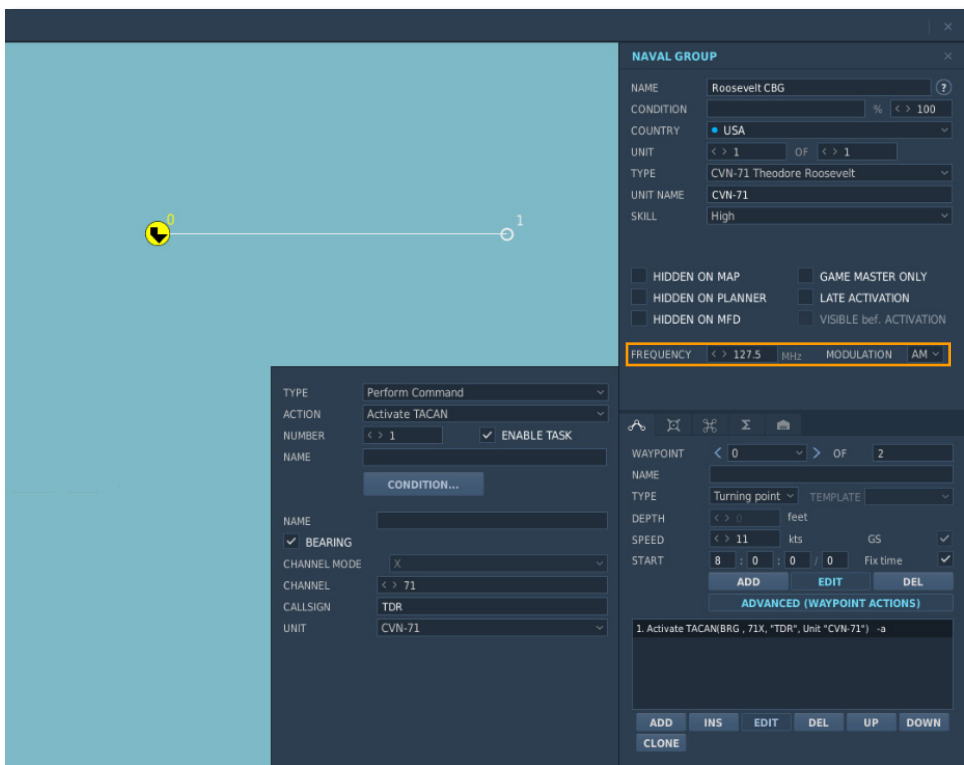 NAVAL GROUP
NAME Roosevelt CBG ?
CONDITION % < > 100
COUNTRY USA
UNIT < > 1 OF < > 1
TYPE CVN-71 Theodore Roosevelt
UNIT NAME CVN-71
SKILL High
HIDDEN ON MAP GAME MASTER ONLY
HIDDEN ON PLANNER LATE ACTIVATION
HIDDEN ON MFD VISIBLE bef. ACTIVATION
FREQUENCY < > 127.5 MHz MODULATION AM
0
1
TYPE Perform Command
ACTION Activate TACAN
NUMBER < > 1 ENABLE TASK
NAME
CONDITION...
NAME
BEARING
CHANNEL MODE X
CHANNEL < > 71
CALLSIGN TDR
UNIT CVN-71
WAYPOINT < 0 > OF 2
NAME
TYPE Turning point TEMPLATE
DEPTH < > 0 feet
SPEED < > 11 kts GS
START 8 : 0 : 0 / 0 Fix time
ADD EDIT DEL
ADVANCED (WAYPOINT ACTIONS)
1. Activate TACAN(BRG , 71X, "TDR", Unit "CVN-71") -a
ADD INS EDIT DEL UP DOWN
CLONE